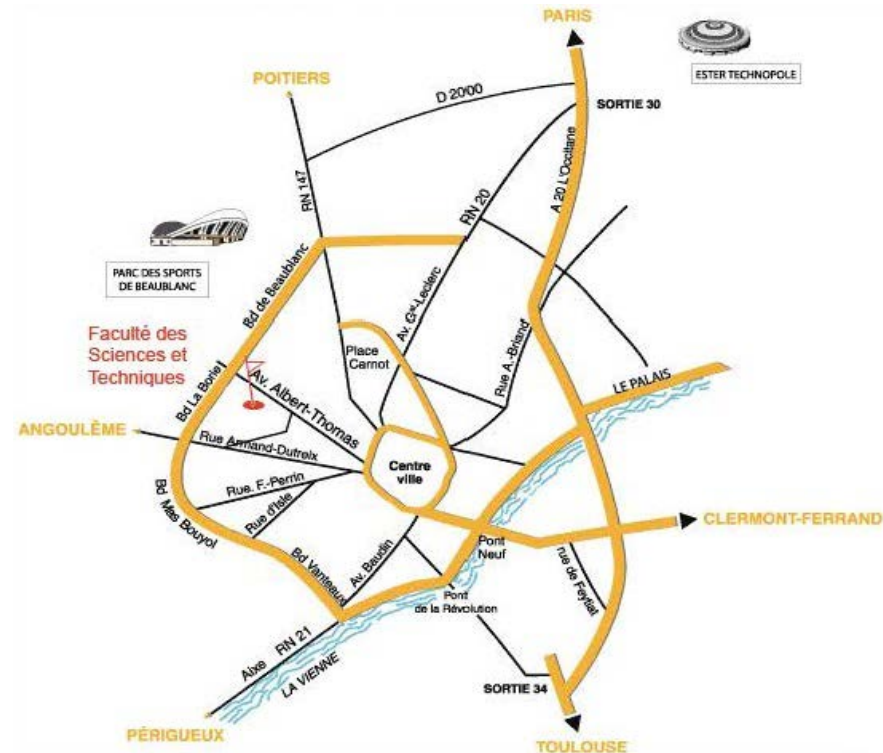 PARIS
ESTER TECHNOPOLE
POITIERS
D 20'00
SORTIE 30
RN 147
RN 20
A 20 L'Occitane
PARC DES SPORTS
DE BEAUBLANC
Bd de Beaublanc
Av. Gal-Leclerc
Faculté des
Sciences et
Techniques
Place
Carnot
Rue A.-Briand
Bd La Borie
Av. Albert-Thomas
LE PALAIS
ANGOULÊME
Rue Armand-Dutreix
Centre
ville
Rue. F.-Perrin
Rue d'Isle
Bd Mas Bouyol
CLERMONT-FERRAND
Pont
Neuf
Bd Vanteaux
Av. Baudin
rue de Feytiat
Pont
de la Révolution
Aixe RN 21
LA VIENNE
SORTIE 34
PÉRIGUEUX
TOULOUSE